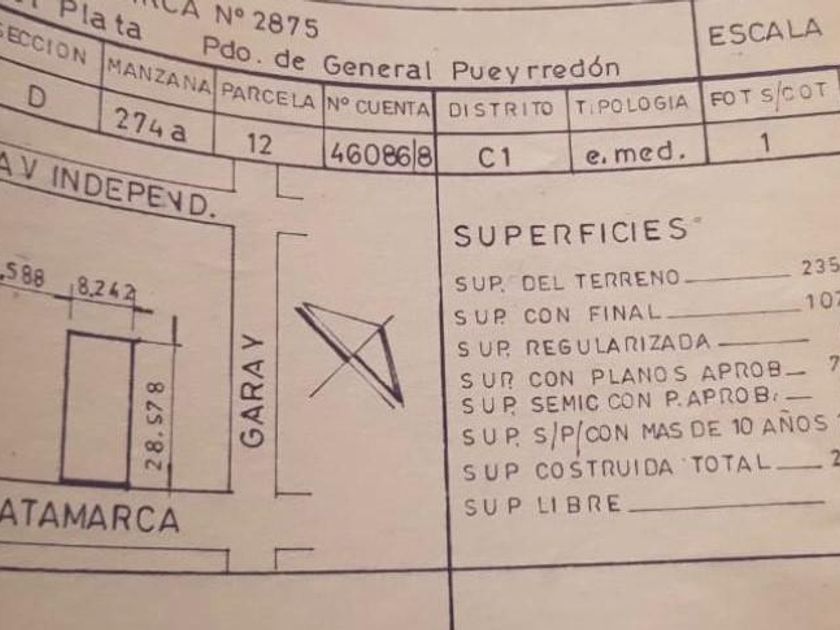 Nº 2875
Plata
Pdo. de General Pueyrredón
ESCALA
SECCION MANZANA PARCELA Nº CUENTA DISTRITO TIPOLOGIA FOT S/COT
D 274a 12 46086/8 C1 e.med. 1
AV INDEPEND.
SUPERFICIES
SUP. DEL TERRENO 235
.588 8.242
SUP. CON FINAL 102
GARAY
SUP. REGULARIZADA
SUP. CON PLANOS APROB 7
SUP. SEMIC CON P. APROB.
28.578
SUP. S/P/CON MAS DE 10 AÑOS
SUP COSTRUIDA TOTAL 2
SUP LIBRE
ATAMARCA